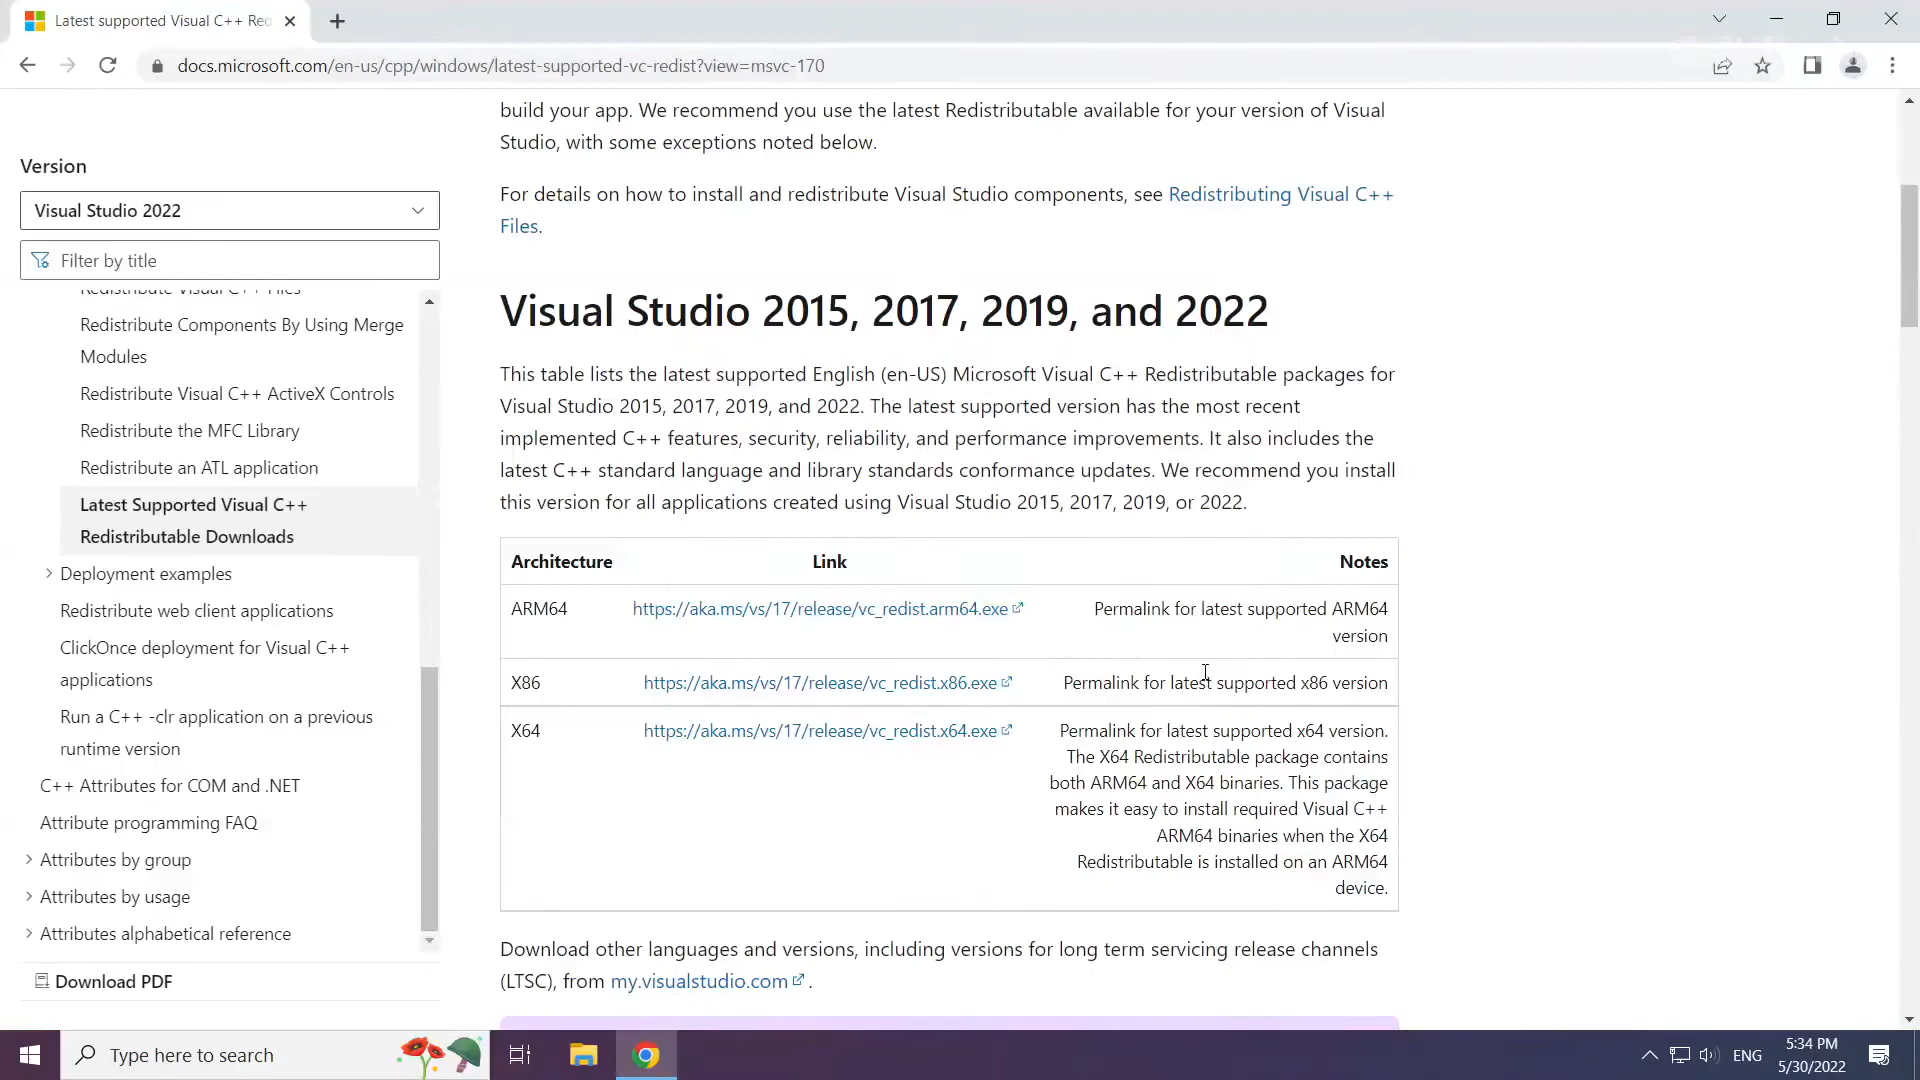 Latest supported Visual C++ Red
docs.microsoft.com/en-us/cpp/windows/latest-supported-vc-redist?view=msvc-170
Version
Visual Studio 2022
Filter by title
Redistribute Visual C++ Files
Redistribute Components By Using Merge
Modules
Redistribute Visual C++ ActiveX Controls
Redistribute the MFC Library
Redistribute an ATL application
Latest Supported Visual C++
Redistributable Downloads
Deployment examples
Redistribute web client applications
ClickOnce deployment for Visual C++
applications
Run a C++ -clr application on a previous
runtime version
C++ Attributes for COM and .NET
Attribute programming FAQ
Attributes by group
Attributes by usage
Attributes alphabetical reference
Download PDF
build your app. We recommend you use the latest Redistributable available for your version of Visual
Studio, with some exceptions noted below.
For details on how to install and redistribute Visual Studio components, see Redistributing Visual C++
Files.
Visual Studio 2015, 2017, 2019, and 2022
This table lists the latest supported English (en-US) Microsoft Visual C++ Redistributable packages for
Visual Studio 2015, 2017, 2019, and 2022. The latest supported version has the most recent
implemented C++ features, security, reliability, and performance improvements. It also includes the
latest C++ standard language and library standards conformance updates. We recommend you install
this version for all applications created using Visual Studio 2015, 2017, 2019, or 2022.
Architecture Link Notes
ARM64 https://aka.ms/vs/17/release/vc_redist.arm64.exe Permalink for latest supported ARM64
version
X86 https://aka.ms/vs/17/release/vc_redist.x86.exe Permalink for latest supported x86 version
X64 https://aka.ms/vs/17/release/vc_redist.x64.exe Permalink for latest supported x64 version.
The X64 Redistributable package contains
both ARM64 and X64 binaries. This package
makes it easy to install required Visual C++
ARM64 binaries when the X64
Redistributable is installed on an ARM64
device.
Download other languages and versions, including versions for long term servicing release channels
(LTSC), from my.visualstudio.com .
Type here to search
ENG
5:34 PM
5/30/2022